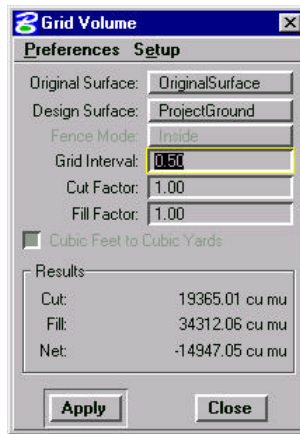 Grid Volume
Preferences Setup
Original Surface: OriginalSurface
Design Surface: ProjectGround
Fence Mode: Inside
Grid Interval: 0.50
Cut Factor: 1.00
Fill Factor: 1.00
Cubic Feet to Cubic Yards
Results
Cut: 19365.01 cu mu
Fill: 34312.06 cu mu
Net: -14947.05 cu mu
Apply Close